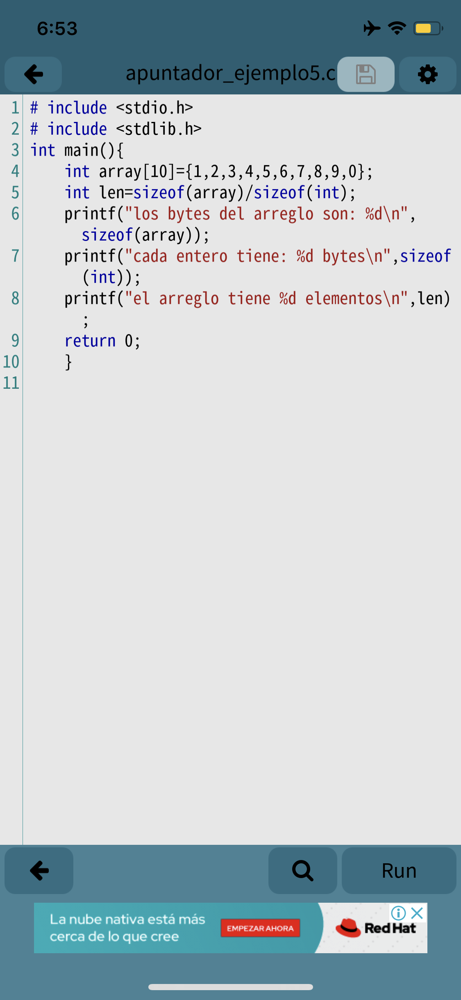 6:53
apuntador_ejemplo5.c
1 # include <stdio.h>
2 # include <stdlib.h>
3 int main(){
4     int array[10]={1,2,3,4,5,6,7,8,9,0};
5     int len=sizeof(array)/sizeof(int);
6     printf("los bytes del arreglo son: %d\n",
      sizeof(array));
7     printf("cada entero tiene: %d bytes\n",sizeof
      (int));
8     printf("el arreglo tiene %d elementos\n",len)
      ;
9     return 0;
10     }
11
Run
La nube nativa está más
cerca de lo que cree
EMPEZAR AHORA
Red Hat